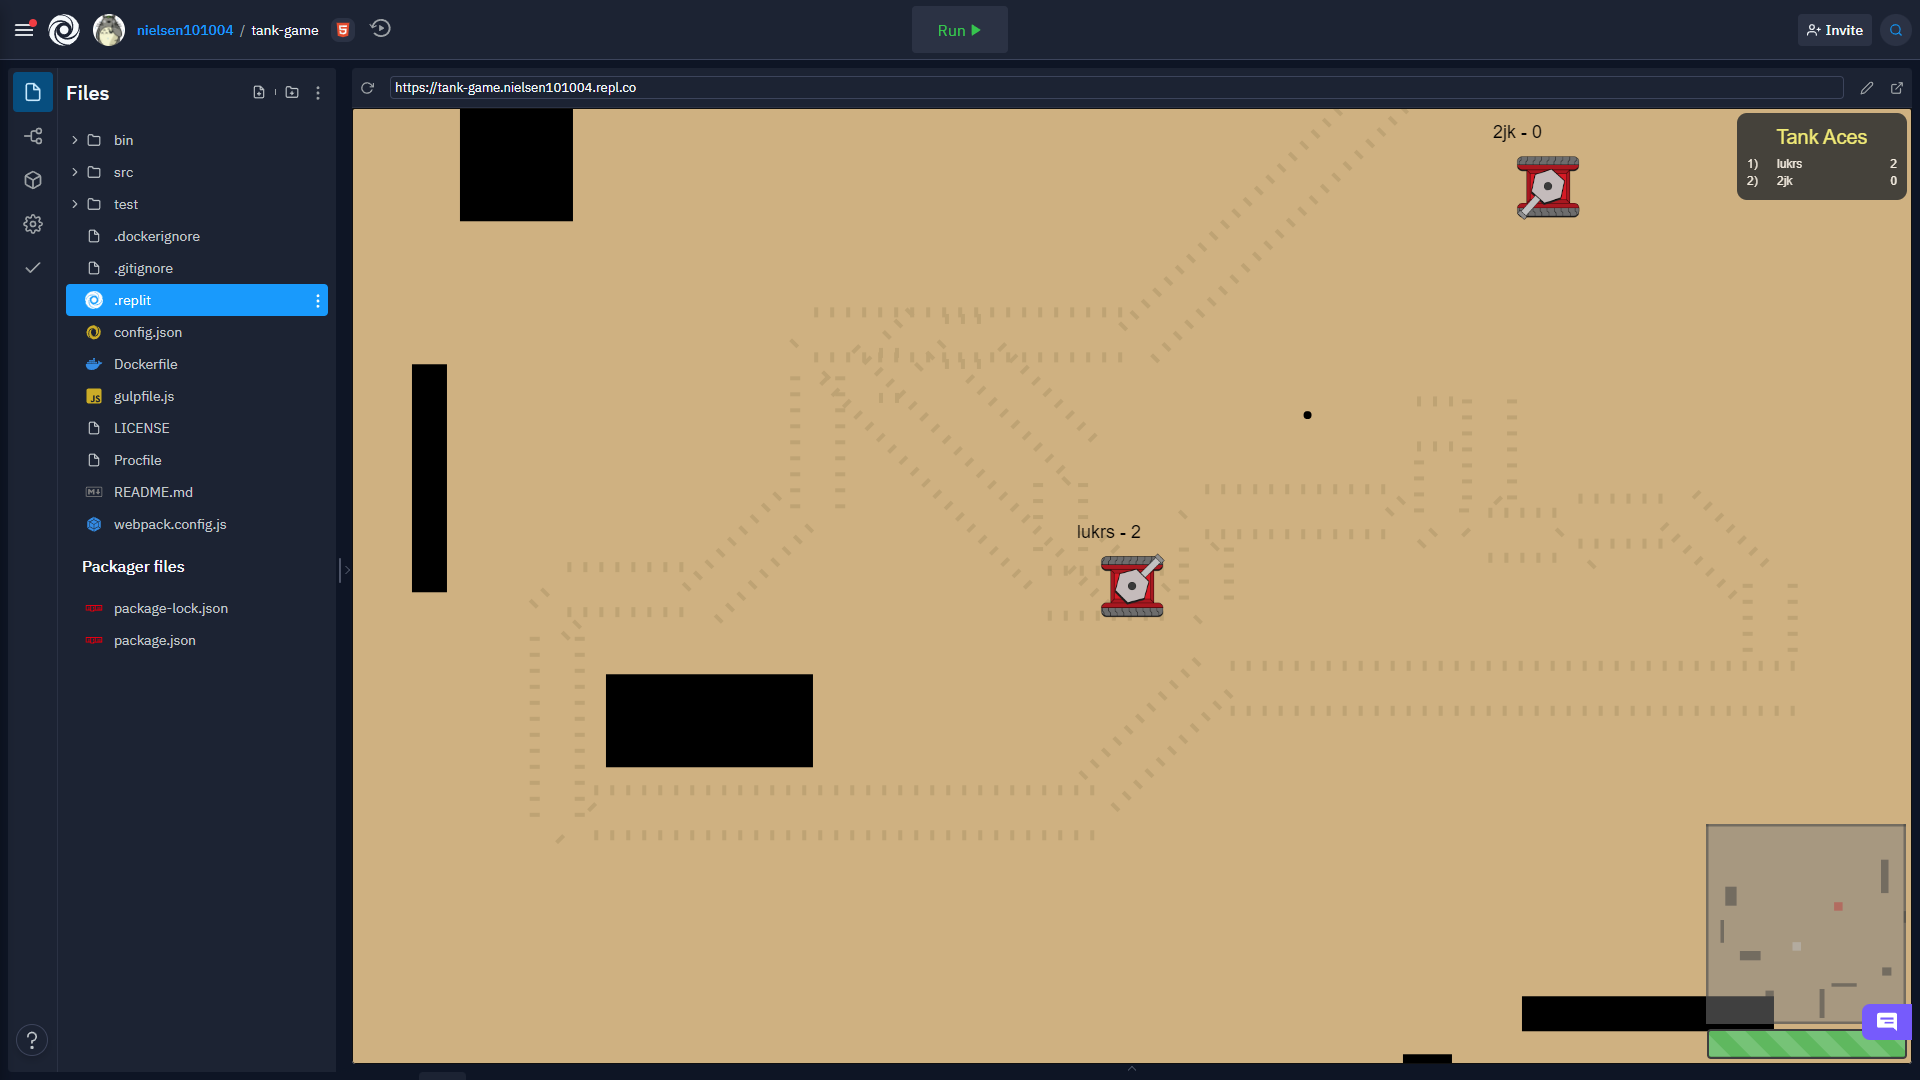 nielsen101004 / tank-game
5
Run
Invite
Files
https://tank-game.nielsen101004.repl.co
bin
src
test
.dockerignore
.gitignore
.replit
config.json
Dockerfile
JS gulpfile.js
LICENSE
Procfile
README.md
webpack.config.js
Packager files
package-lock.json
package.json
?
2jk - 0
lukrs - 2
Tank Aces
1) lukrs 2
2) 2jk 0